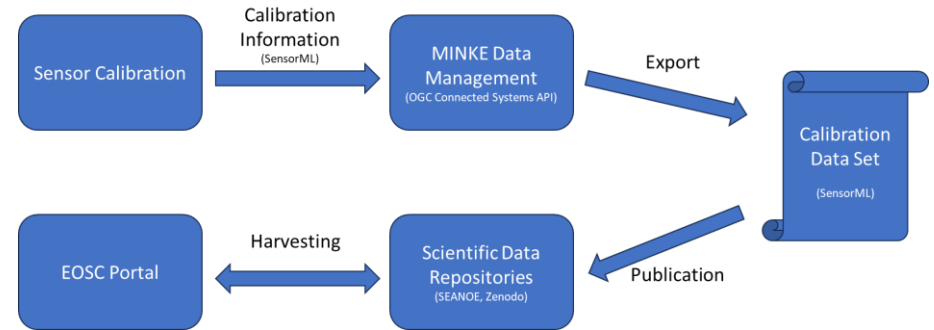 Sensor Calibration
Calibration
Information
(SensorML)
MINKE Data
Management
(OGC Connected Systems API)
Export
Calibration
Data Set
(SensorML)
EOSC Portal
Harvesting
Scientific Data
Repositories
(SEANOE, Zenodo)
Publication